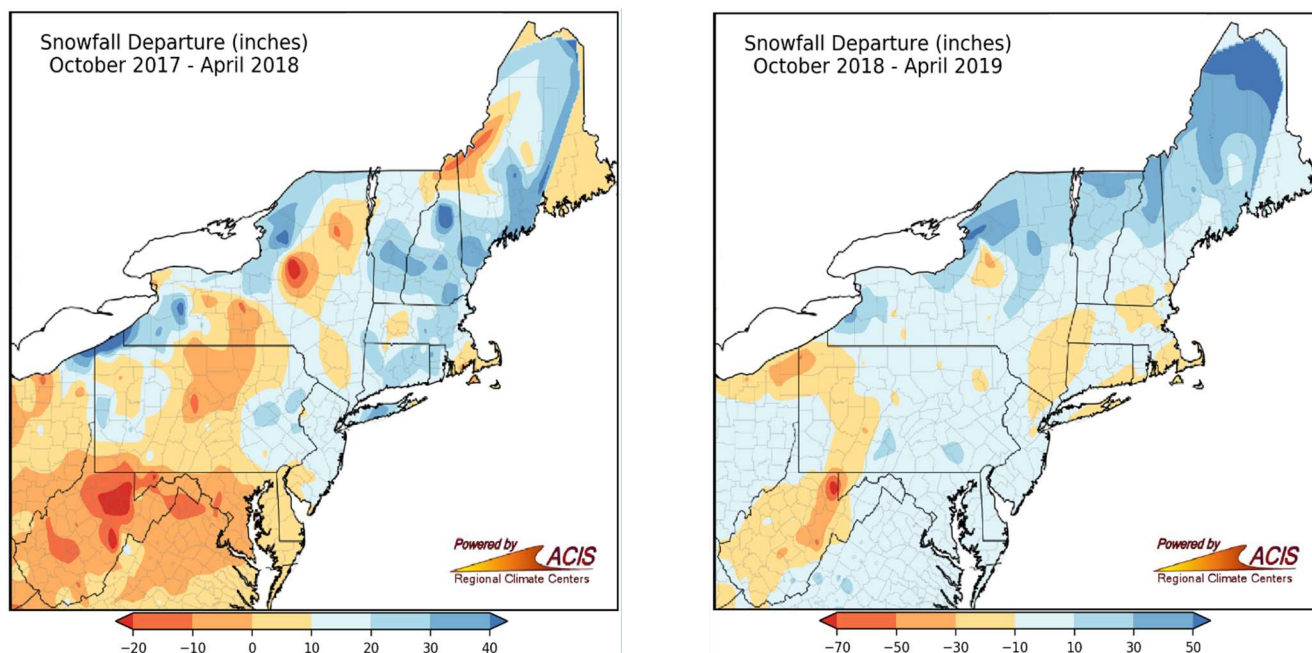 Snowfall Departure (inches)
October 2017 - April 2018
Powered by
ACIS
Regional Climate Centers
−20 −10 0 10 20 30 40
Snowfall Departure (inches)
October 2018 - April 2019
Powered by
ACIS
Regional Climate Centers
−70 −50 −30 −10 10 30 50